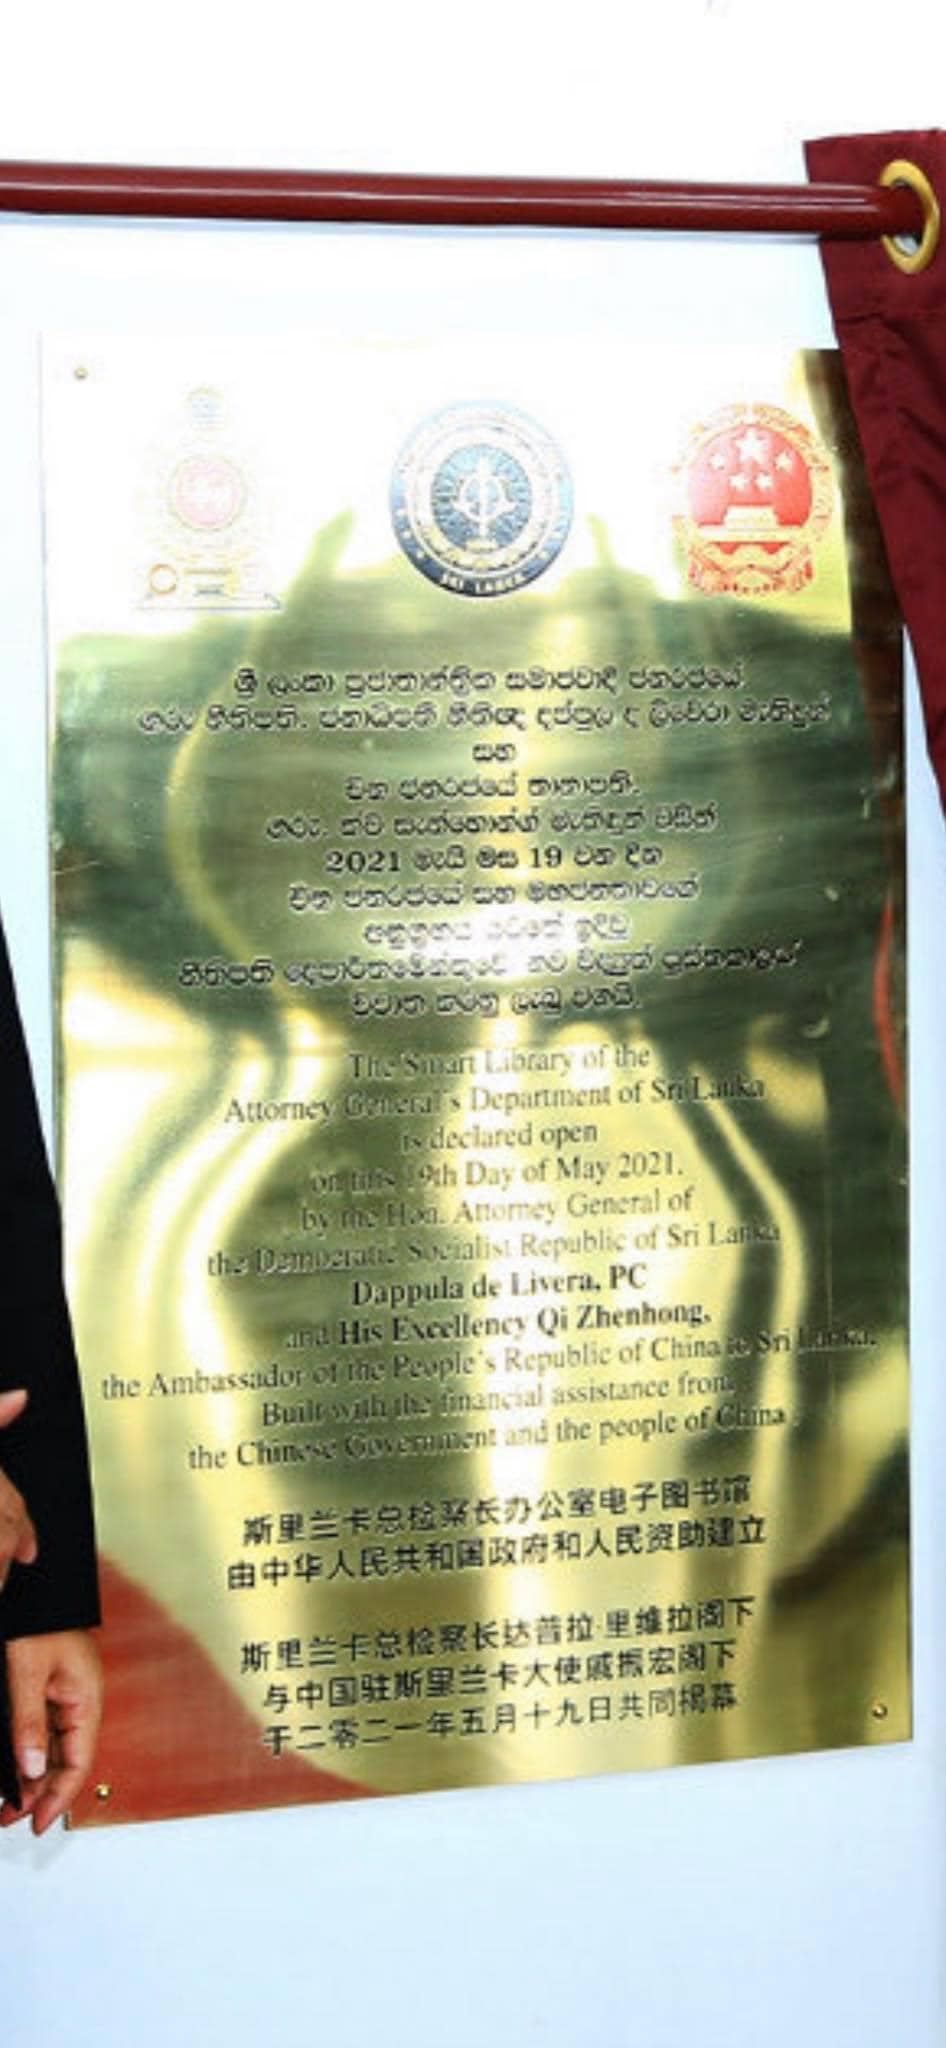 SRI LANKA
ශ්‍රී ලංකා ප්‍රජාතාන්ත්‍රික සමාජවාදී ජනරජයේ
ගරු නීතිපති, ජනාධිපති නීතිඥ දප්පුල ද ලිවේරා මැතිඳුන්
සහ
චීන ජනරජයේ තානාපති,
ගරු. ක්වි සැන්හොන්ග් මැතිඳුන් විසින්
2021 මැයි මස 19 වන දින
චීන ජනරජයේ සහ මහජනතාවගේ
අනුග්‍රහය යටතේ ඉදිවූ
නීතිපති දෙපාර්තමේන්තුවේ නව විද්‍යුත් පුස්තකාලය
විවෘත කරනු ලැබූ වගයි.
The Smart Library of the
Attorney General's Department of Sri Lanka
is declared open
on this 19th Day of May 2021,
by the Hon. Attorney General of
the Democratic Socialist Republic of Sri Lanka
Dappula de Livera, PC
and His Excellency Qi Zhenhong,
the Ambassador of the People's Republic of China to Sri Lanka.
Built with the financial assistance from
the Chinese Government and the people of China
斯里兰卡总检察长办公室电子图书馆
由中华人民共和国政府和人民资助建立
斯里兰卡总检察长达普拉·里维拉阁下
与中国驻斯里兰卡大使戚振宏阁下
于二零二一年五月十九日共同揭幕